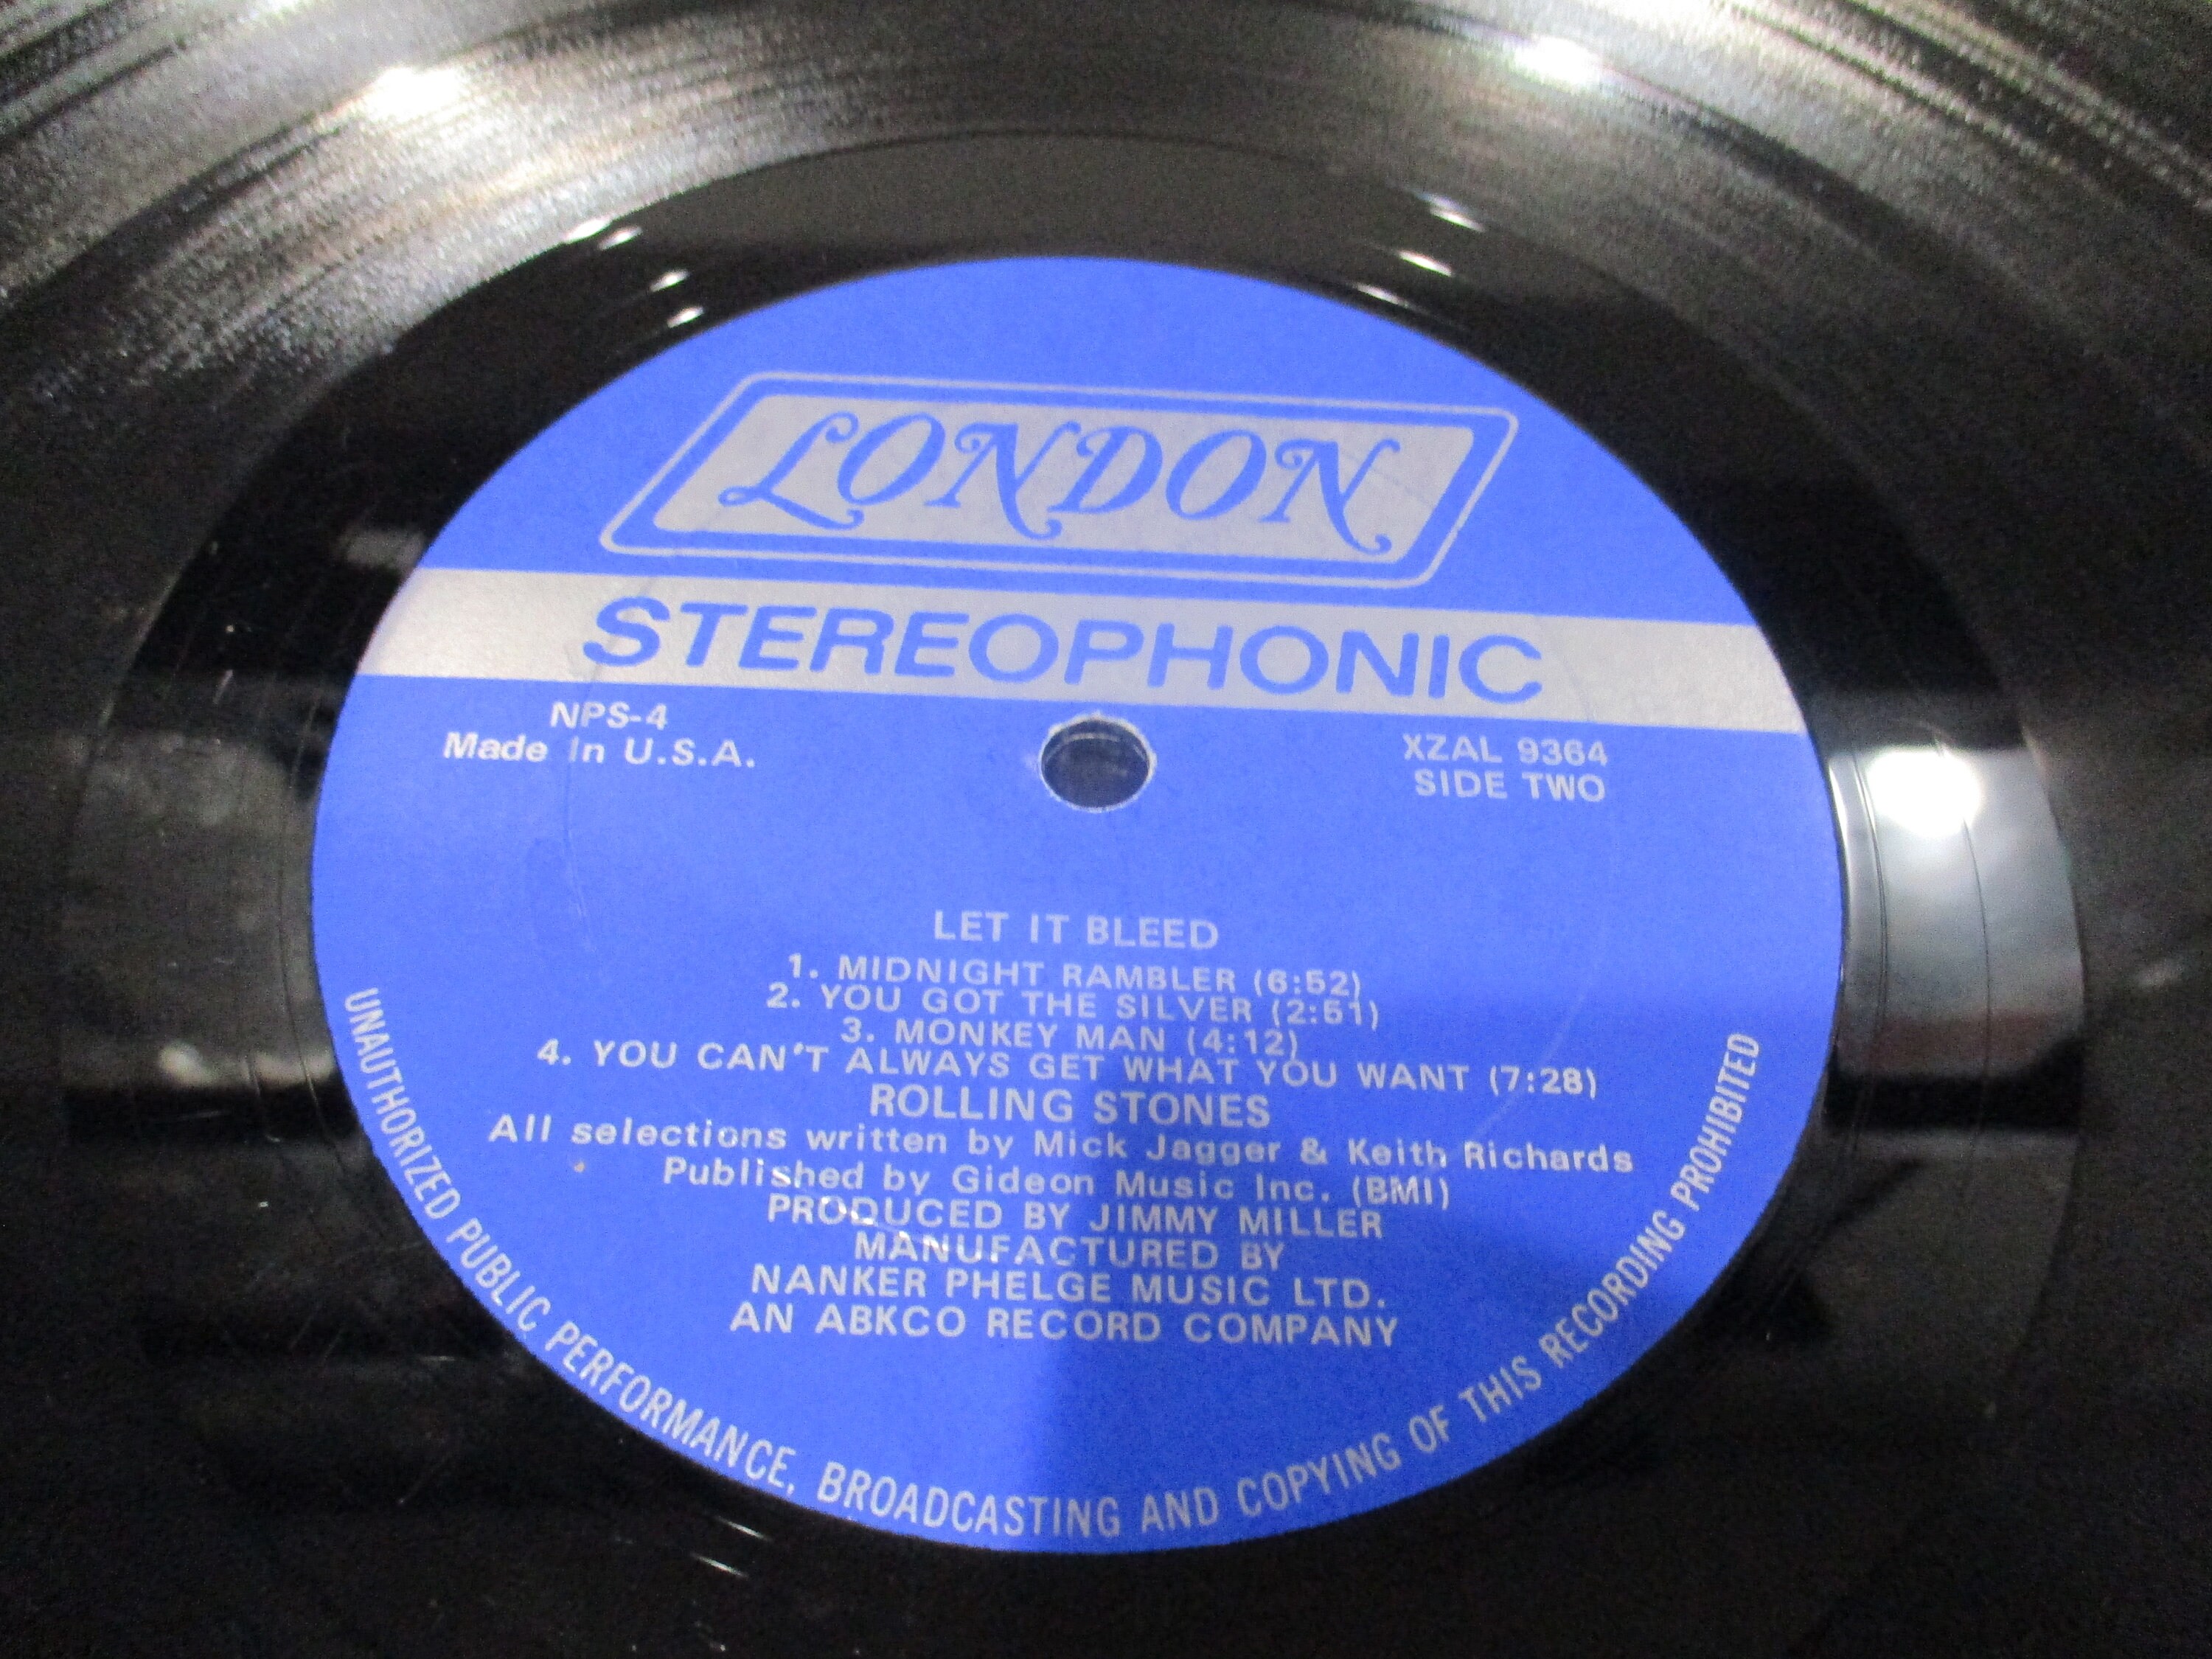 LONDON
STEREOPHONIC
NPS-4
Made In U.S.A.
XZAL 9364
SIDE TWO
LET IT BLEED
1. MIDNIGHT RAMBLER (6:52)
2. YOU GOT THE SILVER (2:51)
3. MONKEY MAN (4:12)
4. YOU CAN'T ALWAYS GET WHAT YOU WANT (7:28)
ROLLING STONES
All selections written by Mick Jagger & Keith Richards
Published by Gideon Music Inc. (BMI)
PRODUCED BY JIMMY MILLER
MANUFACTURED BY
NANKER PHELGE MUSIC LTD.
AN ABKCO RECORD COMPANY
UNAUTHORIZED PUBLIC PERFORMANCE, BROADCASTING AND COPYING OF THIS RECORDING PROHIBITED